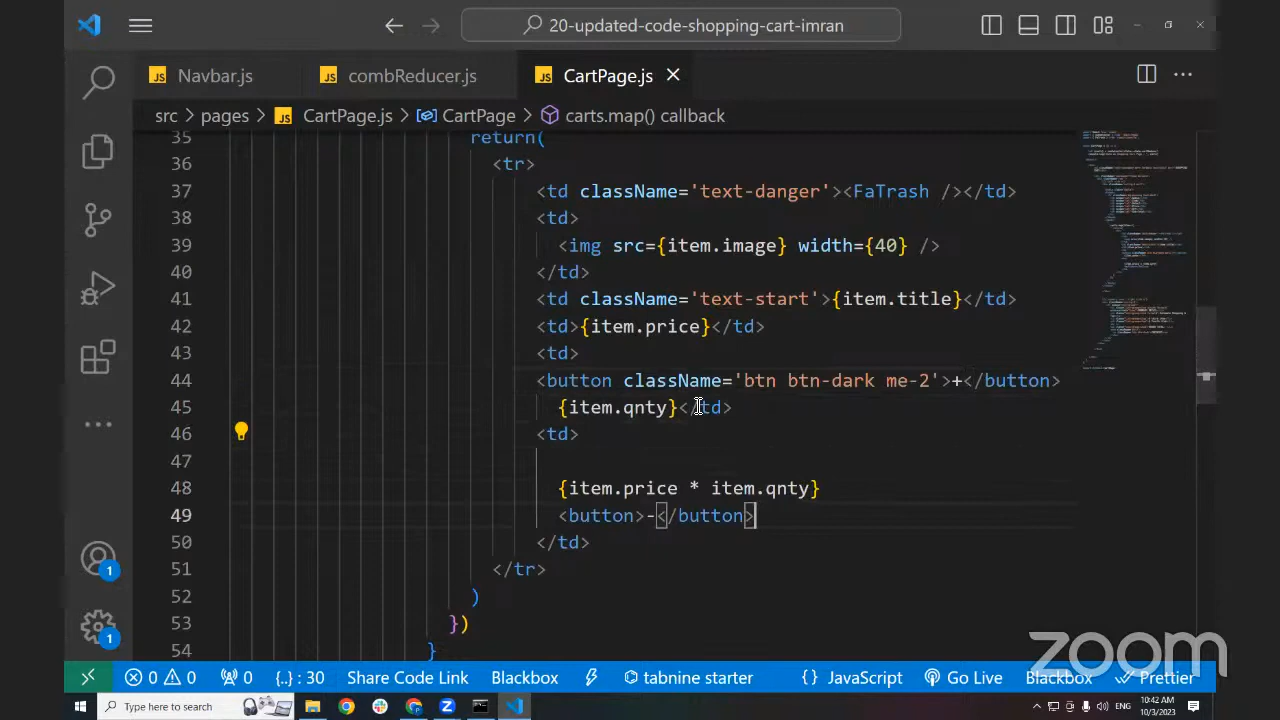 20-updated-code-shopping-cart-imran
JS Navbar.js
JS combReducer.js
JS CartPage.js
src > pages > JS CartPage.js > CartPage > carts.map() callback
35 return(
36 <tr>
37 <td className='text-danger'><FaTrash /></td>
38 <td>
39 <img src={item.image} width={40} />
40 </td>
41 <td className='text-start'>{item.title}</td>
42 <td>{item.price}</td>
43 <td>
44 <button className='btn btn-dark me-2'>+</button>
45 {item.qnty}</td>
46 <td>
47
48 {item.price * item.qnty}
49 <button>-</button>
50 </td>
51 </tr>
52 )
53 })
54 }
1
1
zoom
0 0 0 {..} : 30 Share Code Link Blackbox tabnine starter { } JavaScript Go Live Blackbox Prettier
Type here to search
10:42 AM
10/3/2023